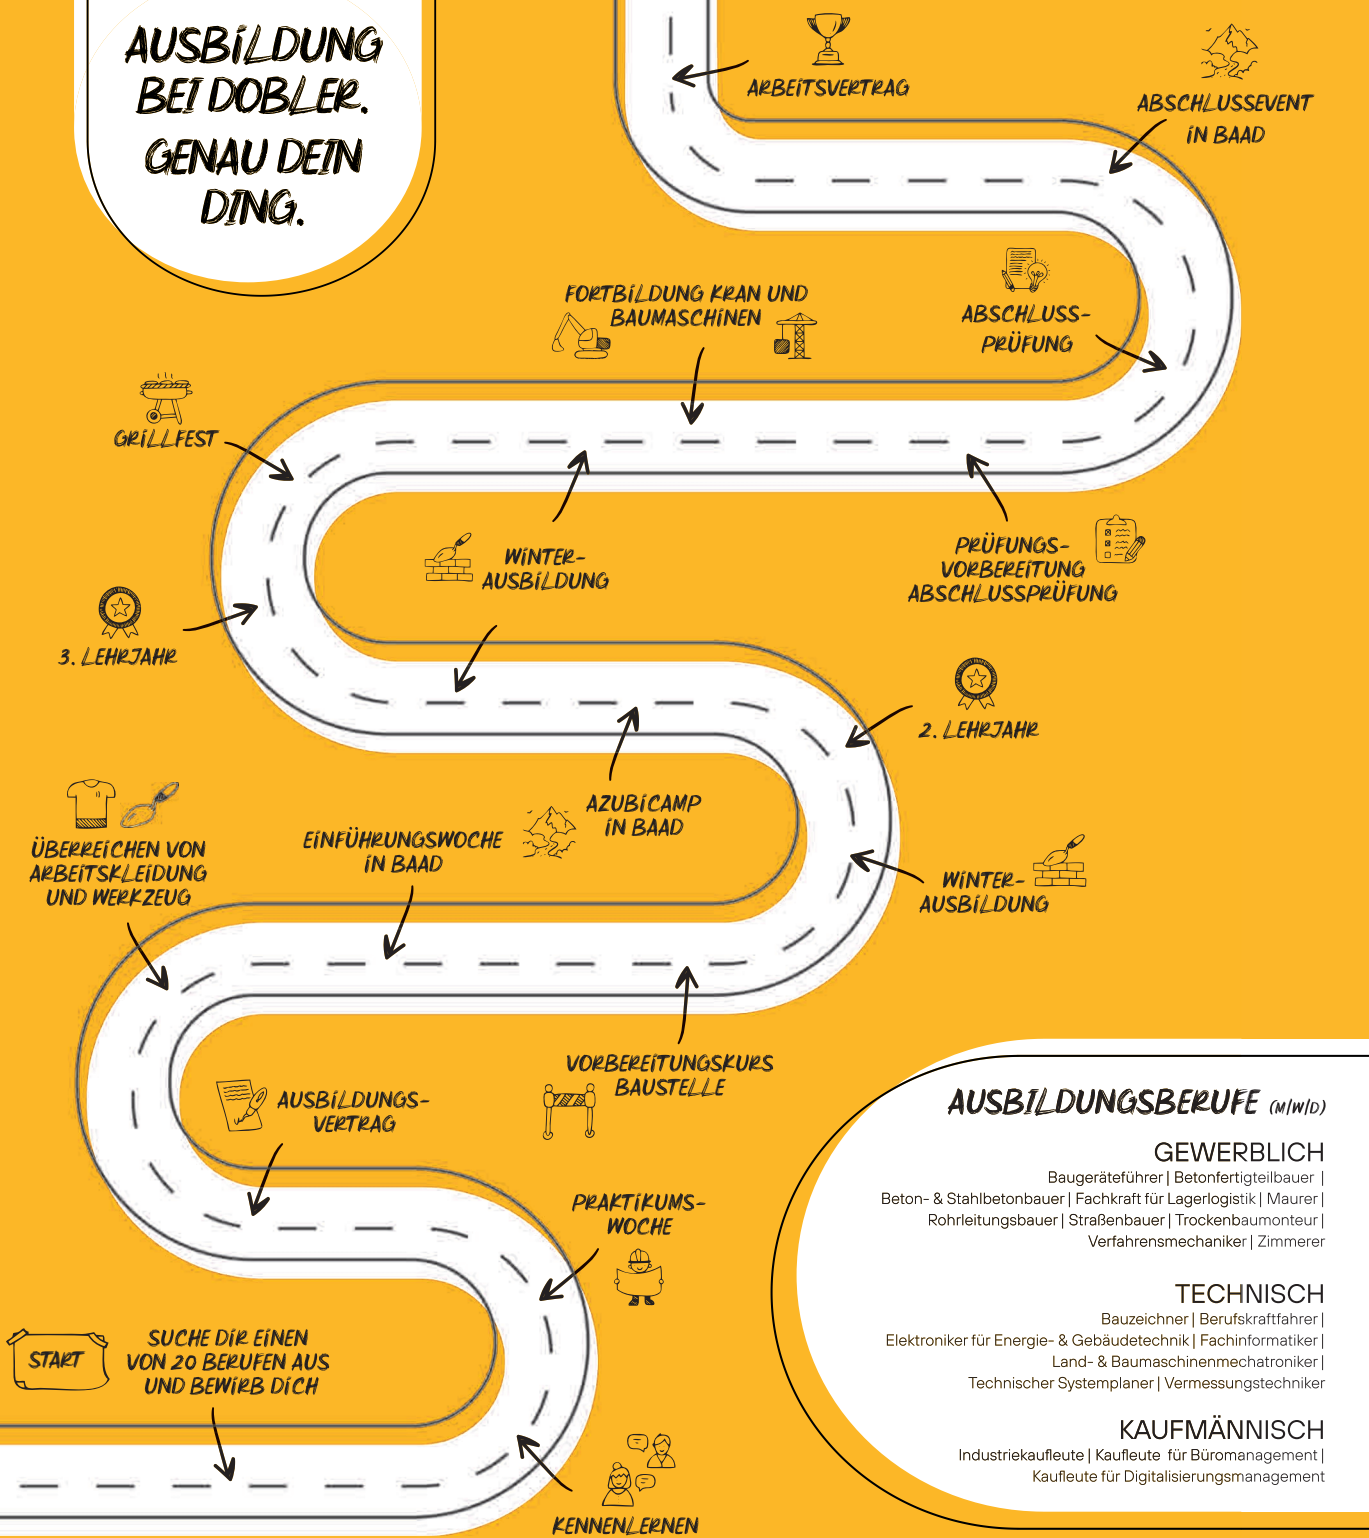 AUSBILDUNG
BEI DOBLER.
GENAU DEIN
DING.
ARBEITSVERTRAG
ABSCHLUSSEVENT
IN BAAD
FORTBILDUNG KRAN UND
BAUMASCHINEN
ABSCHLUSS-
PRÜFUNG
GRILLFEST
WINTER-
AUSBILDUNG
PRÜFUNGS-
VORBEREITUNG
ABSCHLUSSPRÜFUNG
3. LEHRJAHR
2. LEHRJAHR
AZUBICAMP
IN BAAD
EINFÜHRUNGSWOCHE
IN BAAD
ÜBERREICHEN VON
ARBEITSKLEIDUNG
UND WERKZEUG
WINTER-
AUSBILDUNG
VORBEREITUNGSKURS
BAUSTELLE
AUSBILDUNGS-
VERTRAG
PRAKTIKUMS-
WOCHE
START
SUCHE DIR EINEN
VON 20 BERUFEN AUS
UND BEWIRB DICH
KENNENLERNEN
AUSBILDUNGSBERUFE (M/W/D)
GEWERBLICH
Baugeräteführer | Betonfertigteilbauer |
Beton- & Stahlbetonbauer | Fachkraft für Lagerlogistik | Maurer |
Rohrleitungsbauer | Straßenbauer | Trockenbaumonteur |
Verfahrensmechaniker | Zimmerer
TECHNISCH
Bauzeichner | Berufskraftfahrer |
Elektroniker für Energie- & Gebäudetechnik | Fachinformatiker |
Land- & Baumaschinenmechatroniker |
Technischer Systemplaner | Vermessungstechniker
KAUFMÄNNISCH
Industriekaufleute | Kaufleute für Büromanagement |
Kaufleute für Digitalisierungsmanagement